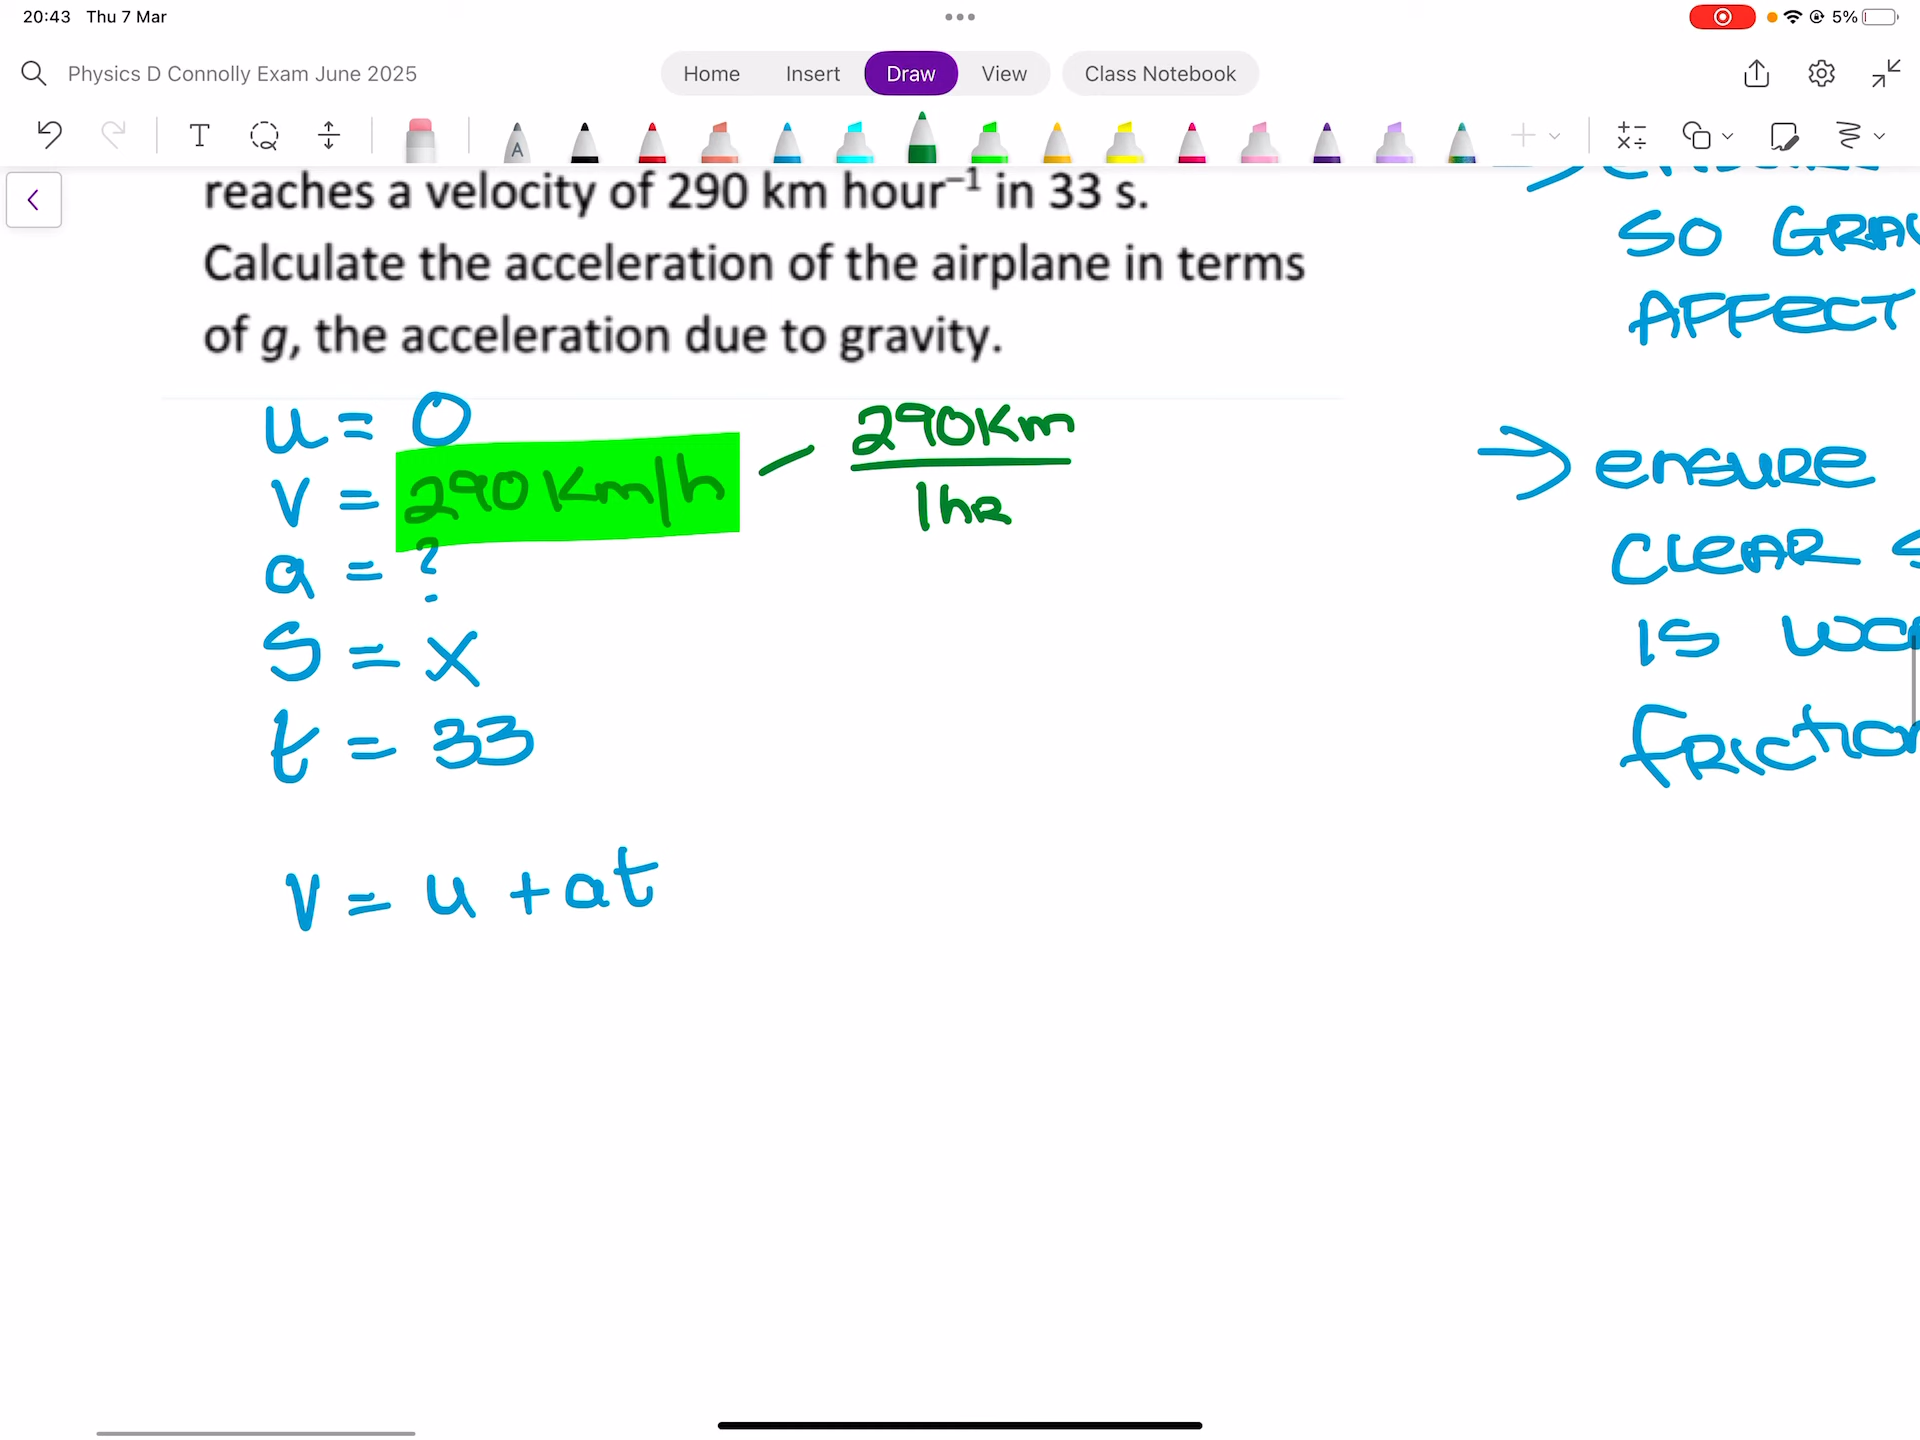 20:43 Thu 7 Mar
5%
Physics D Connolly Exam June 2025
Home Insert Draw View Class Notebook
T
A
reaches a velocity of 290 km hour⁻¹ in 33 s.
Calculate the acceleration of the airplane in terms
of g, the acceleration due to gravity.
u = 0
v = 290 Km/h - 290Km
1hR
a = ?
S = x
t = 33
v = u + at
SO
AFFECT
→ ENSURE
CLEAR
IS